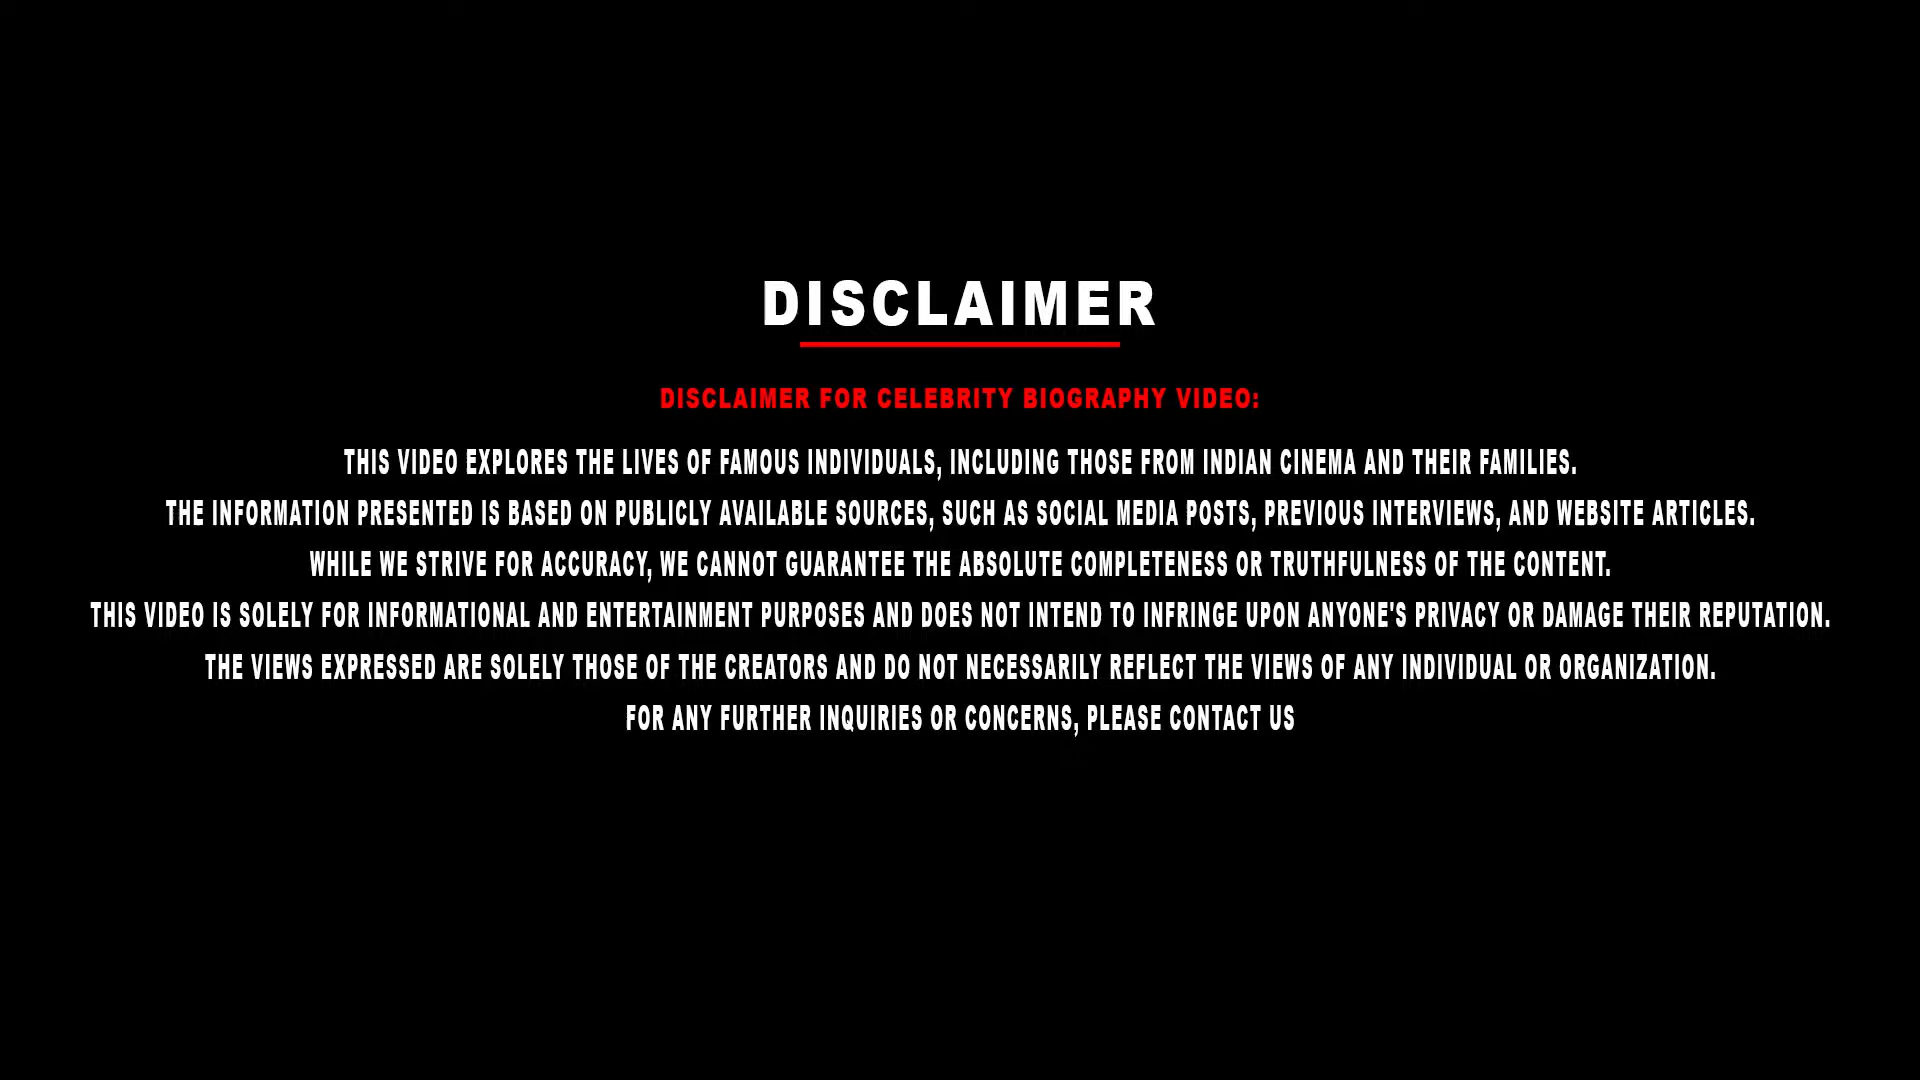 DISCLAIMER
DISCLAIMER FOR CELEBRITY BIOGRAPHY VIDEO:
THIS VIDEO EXPLORES THE LIVES OF FAMOUS INDIVIDUALS, INCLUDING THOSE FROM INDIAN CINEMA AND THEIR FAMILIES.
THE INFORMATION PRESENTED IS BASED ON PUBLICLY AVAILABLE SOURCES, SUCH AS SOCIAL MEDIA POSTS, PREVIOUS INTERVIEWS, AND WEBSITE ARTICLES.
WHILE WE STRIVE FOR ACCURACY, WE CANNOT GUARANTEE THE ABSOLUTE COMPLETENESS OR TRUTHFULNESS OF THE CONTENT.
THIS VIDEO IS SOLELY FOR INFORMATIONAL AND ENTERTAINMENT PURPOSES AND DOES NOT INTEND TO INFRINGE UPON ANYONE'S PRIVACY OR DAMAGE THEIR REPUTATION.
THE VIEWS EXPRESSED ARE SOLELY THOSE OF THE CREATORS AND DO NOT NECESSARILY REFLECT THE VIEWS OF ANY INDIVIDUAL OR ORGANIZATION.
FOR ANY FURTHER INQUIRIES OR CONCERNS, PLEASE CONTACT US